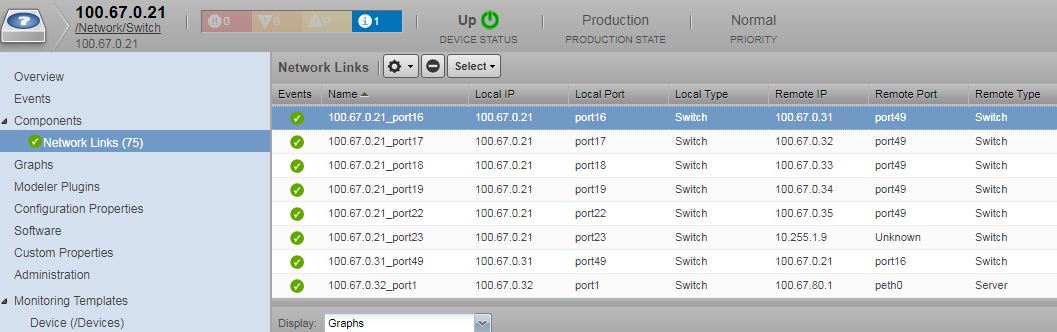 100.67.0.21
/Network/Switch
100.67.0.21
0 0 0 1
Up
DEVICE STATUS
Production
PRODUCTION STATE
Normal
PRIORITY
Overview
Events
Components
Network Links (75)
Graphs
Modeler Plugins
Configuration Properties
Software
Custom Properties
Administration
Monitoring Templates
Device (/Devices)
Network Links Select
Events Name Local IP Local Port Local Type Remote IP Remote Port Remote Type
100.67.0.21_port16 100.67.0.21 port16 Switch 100.67.0.31 port49 Switch
100.67.0.21_port17 100.67.0.21 port17 Switch 100.67.0.32 port49 Switch
100.67.0.21_port18 100.67.0.21 port18 Switch 100.67.0.33 port49 Switch
100.67.0.21_port19 100.67.0.21 port19 Switch 100.67.0.34 port49 Switch
100.67.0.21_port22 100.67.0.21 port22 Switch 100.67.0.35 port49 Switch
100.67.0.21_port23 100.67.0.21 port23 Switch 10.255.1.9 Unknown Switch
100.67.0.31_port49 100.67.0.31 port49 Switch 100.67.0.21 port16 Switch
100.67.0.32_port1 100.67.0.32 port1 Switch 100.67.80.1 peth0 Server
Display: Graphs